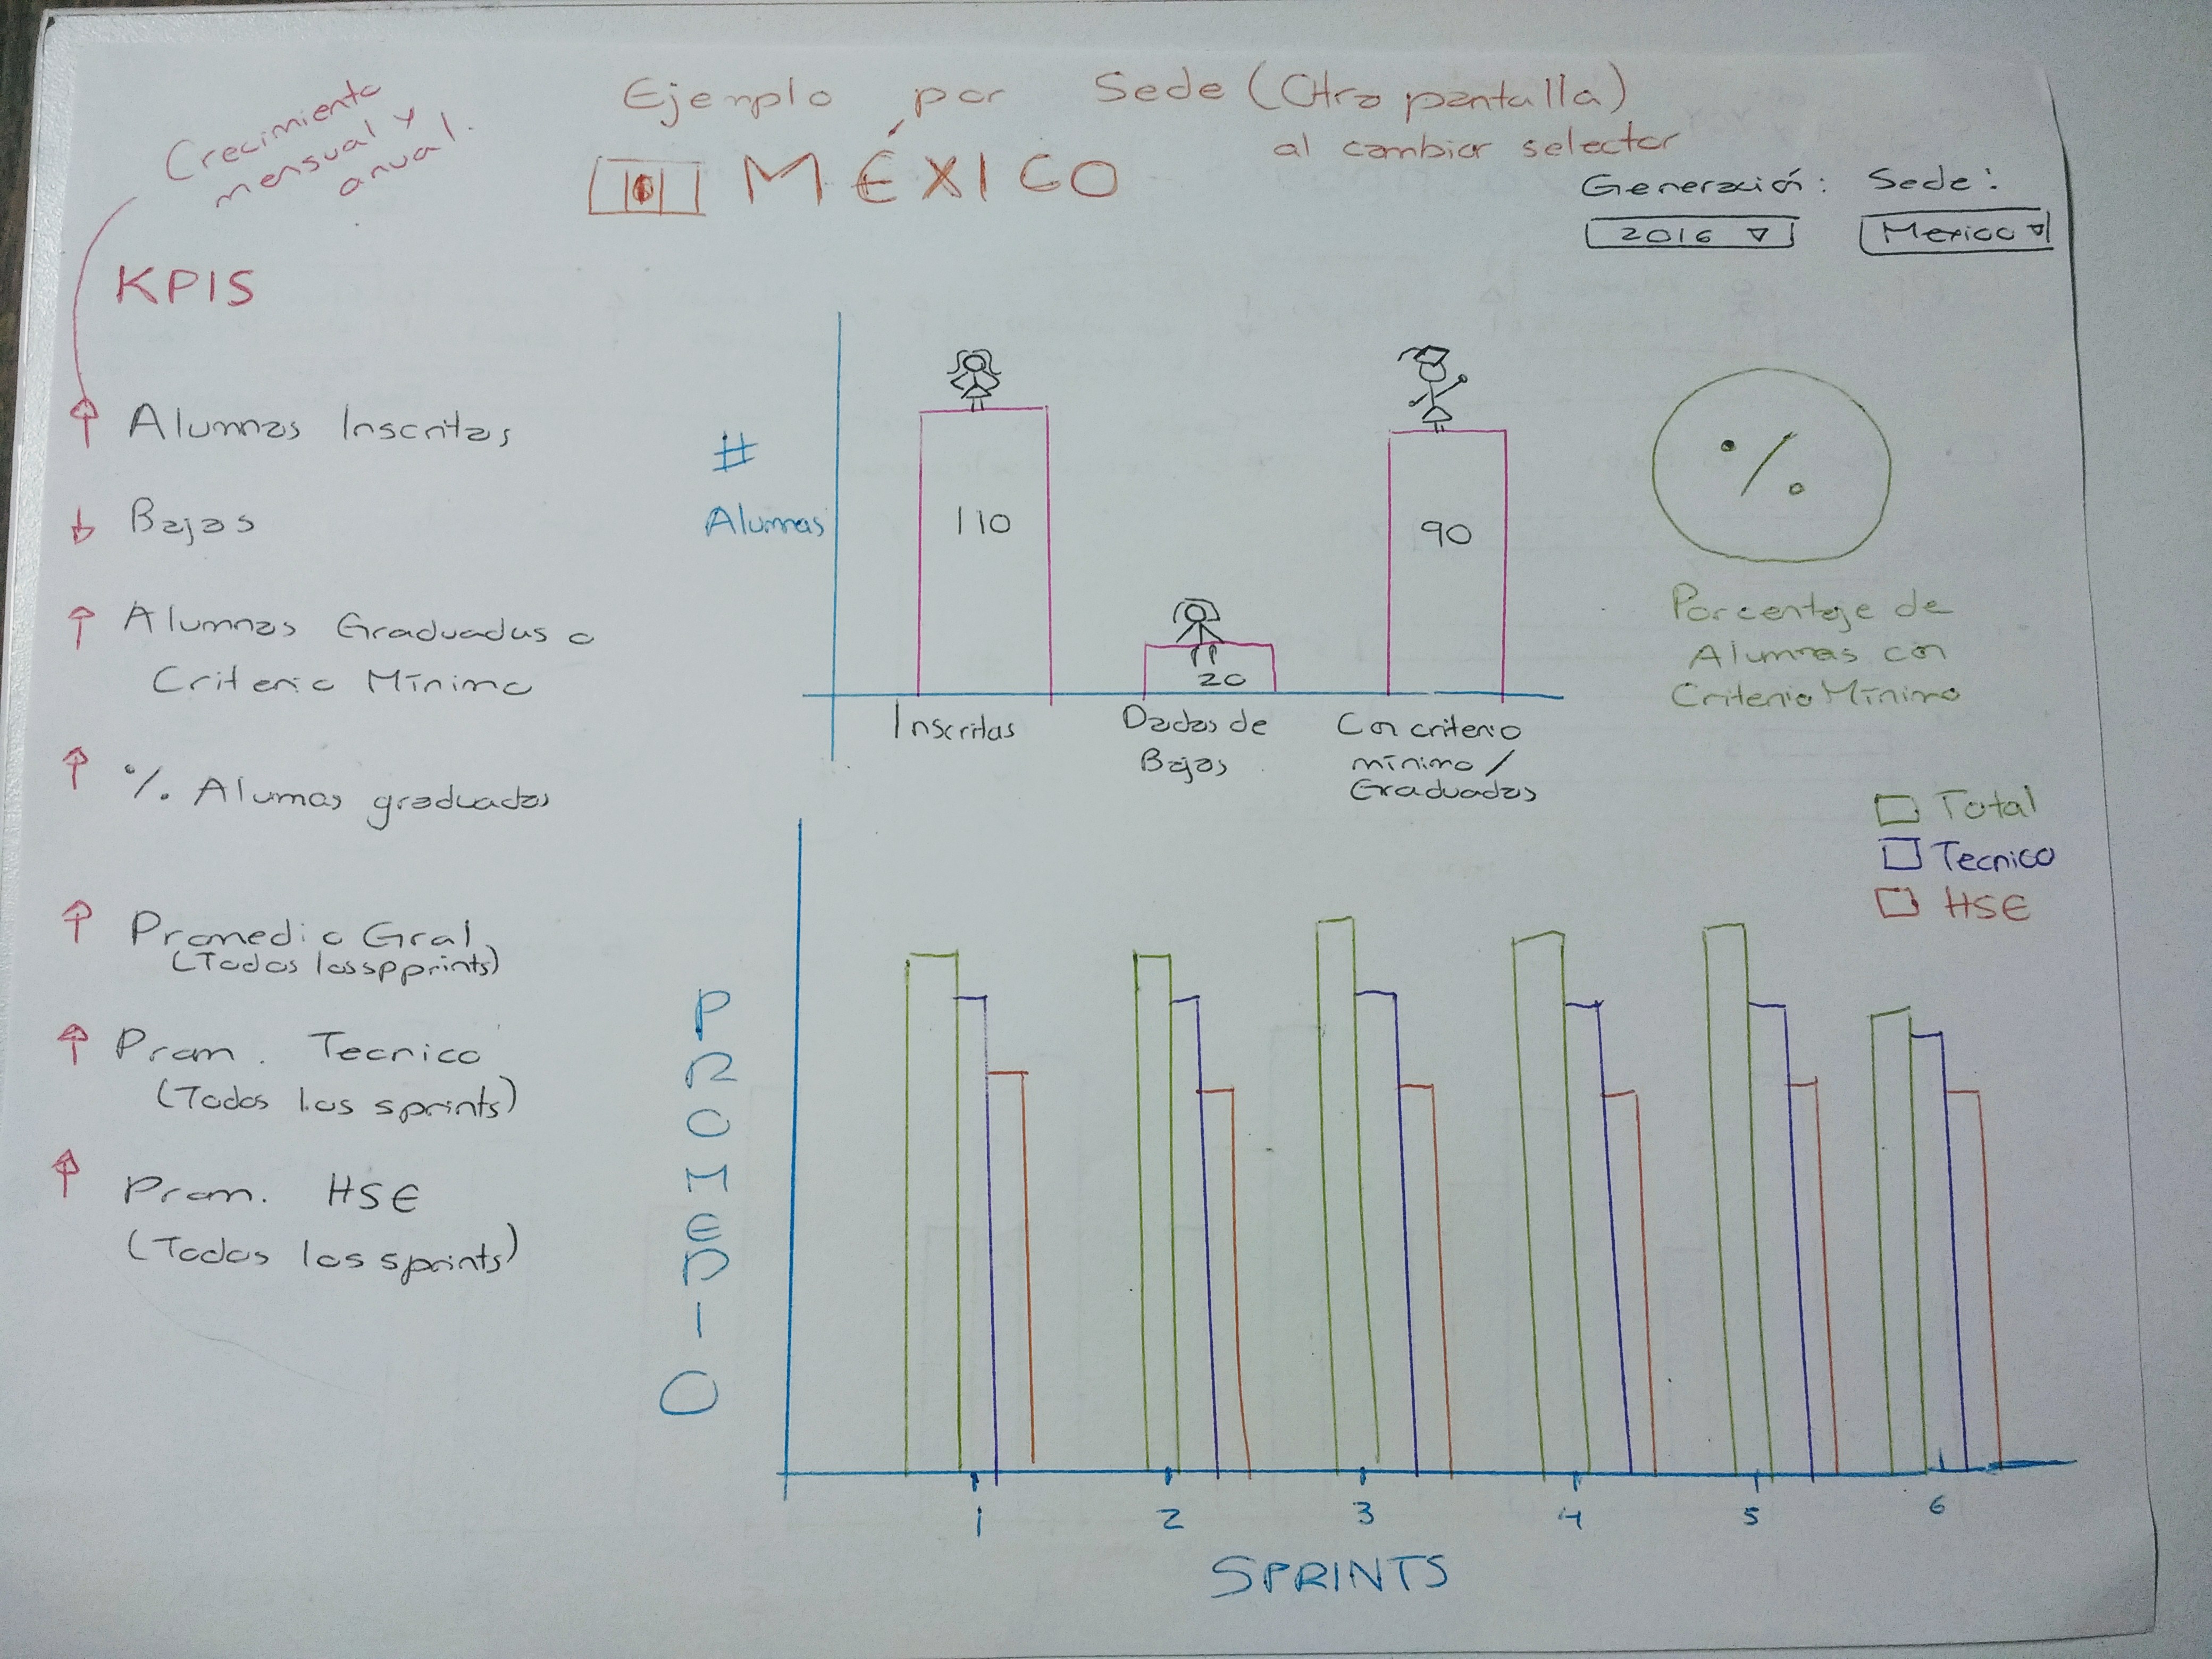 Ejemplo por Sede (Otra pantalla)
al cambiar selector
MÉXICO
Crecimiento
mensual y
anual.
Generación: Sede:
2016 Mexico
KPIS
Alumnas Inscritas
Bajas
Alumnas Graduadas o
Criterio Mínimo
% Alumas graduadas
Promedio Gral
(Todos los spprints)
Prom. Tecnico
(Todos los sprints)
Prom. HSE
(Todos los sprints)
#
Alumnas
110
20
90
Inscritas
Dadas de
Bajas
Con criterio
mínimo /
Graduadas
%
Porcentaje de
Alumnas con
Criterio Mínimo
Total
Tecnico
HSE
PROMEDIO
1 2 3 4 5 6
SPRINTS